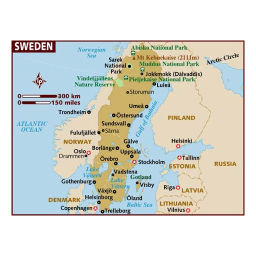 SWEDEN
Norwegian
Sea
Abisko National Park
Mt Kebnekaise (2111m)
Sarek
National
Park
Muddus National Park
Arctic Circle
Jokkmokk (Dálvaddis)
Vindelfjällens
Nature Reserve
Pieljekaise National Park
Luleå
0 300 km
0 150 miles
Storuman
Umeå
Trondheim
Östersund
Sundsvall
Gulf of Bothnia
ATLANTIC
OCEAN
Fulufjället
Särna
FINLAND
NORWAY
Gävle
Borlänge
Helsinki
Oslo
Uppsala
Drammen
Örebro
Stockholm
Tallinn
ESTONIA
RUSSIA
Vadstena
Gotland
Gothenburg
Visby
Riga
Växjö
LATVIA
Helsingborg
Öland
DENMARK
Baltic Sea
LITHUANIA
Copenhagen
Trelleborg
Vilnius